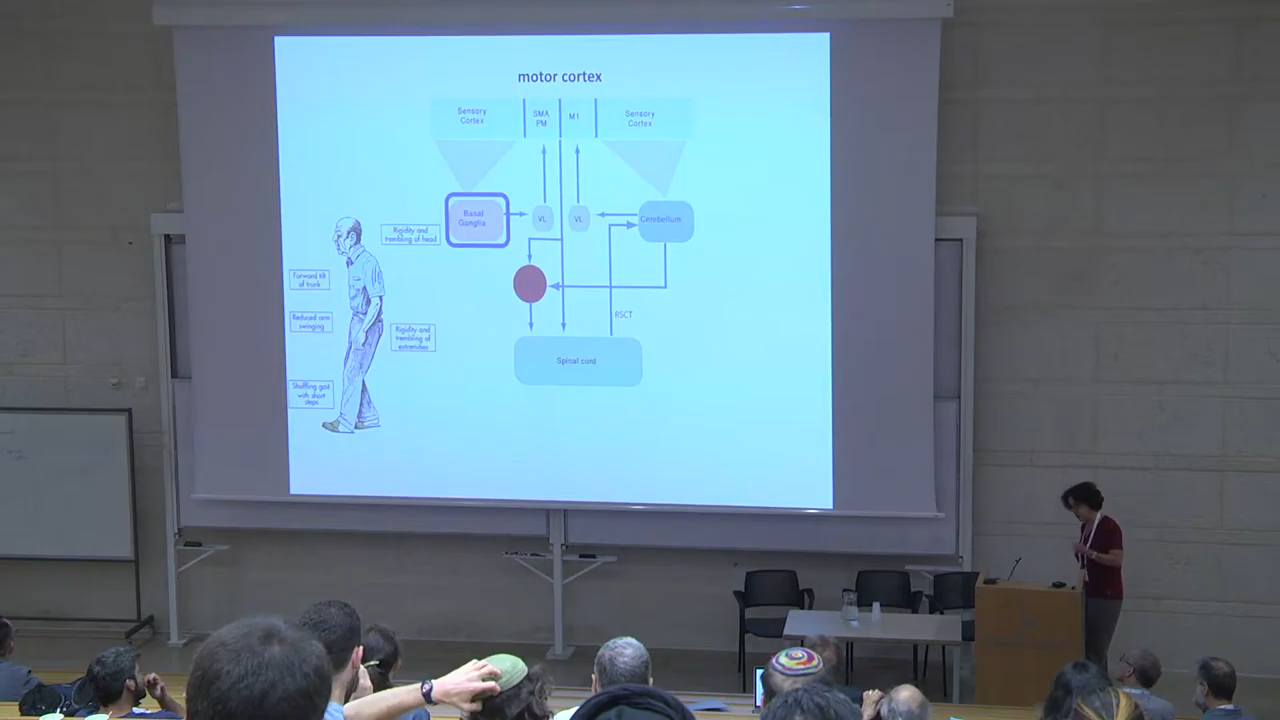 motor cortex
Sensory
Cortex
SMA
PM
M1
Sensory
Cortex
Basal
Ganglia
VL
VL
Cerebellum
Rigidity and
trembling of head
Forward tilt
of trunk
Reduced arm
swinging
Rigidity and
trembling of
extremities
RSCT
Spinal cord
Shuffling gait
with short
steps